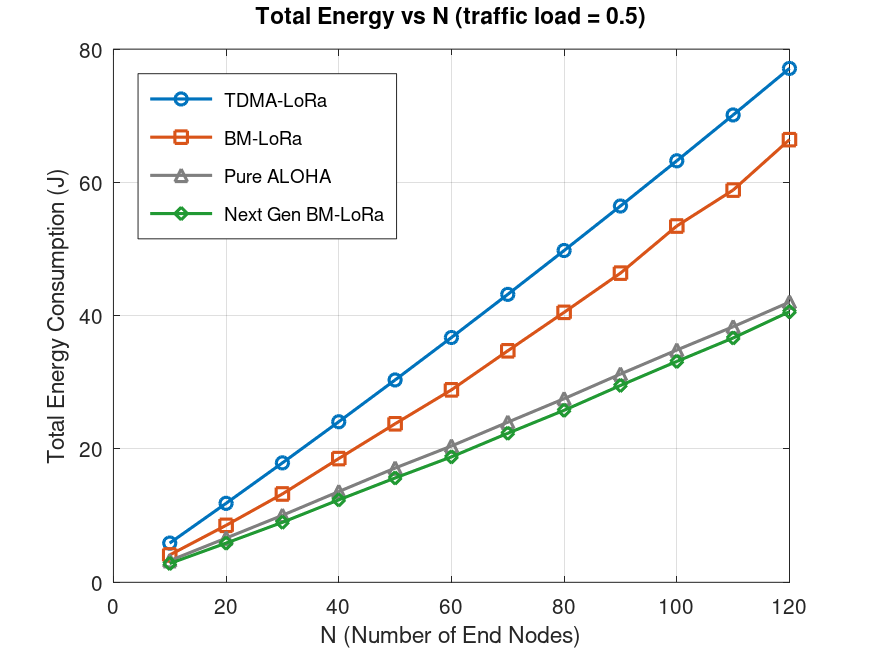 Total Energy vs N (traffic load = 0.5)
80
60
40
20
0
Total Energy Consumption (J)
TDMA-LoRa
BM-LoRa
Pure ALOHA
Next Gen BM-LoRa
0 20 40 60 80 100 120
N (Number of End Nodes)